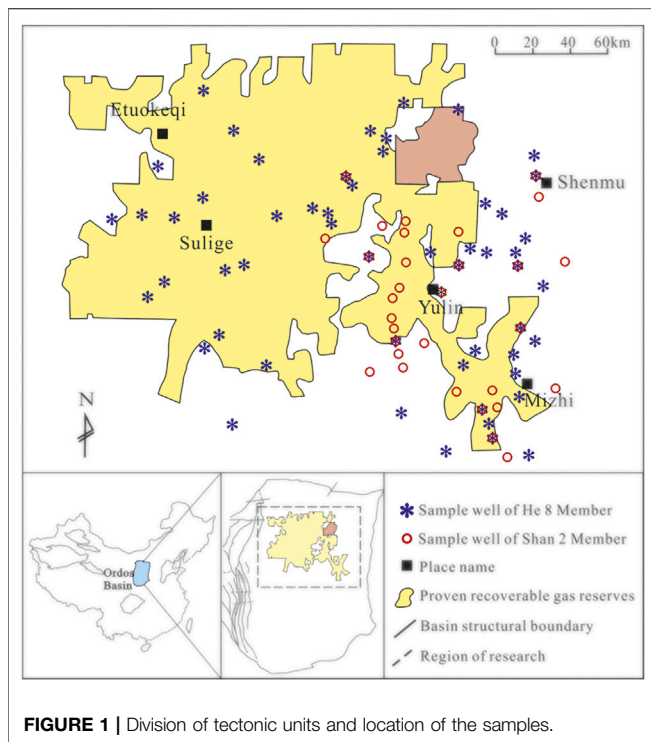 0 20 40 60km
Etuokeqi
Shenmu
Sulige
Yulin
Mizhi
N
Ordos
Basin
Sample well of He 8 Member
Sample well of Shan 2 Member
Place name
Proven recoverable gas reserves
Basin structural boundary
Region of research
FIGURE 1 | Division of tectonic units and location of the samples.